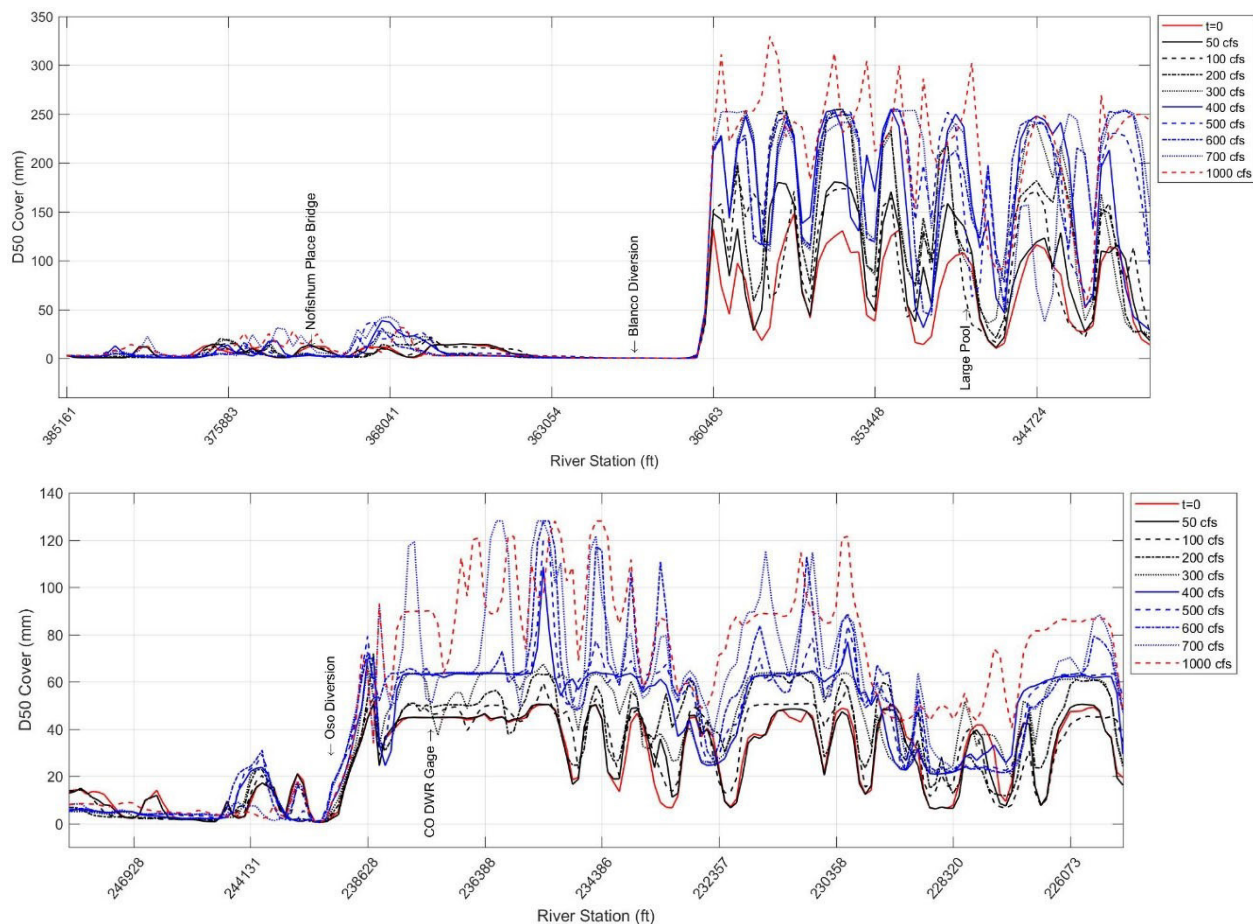 350
300
250
200
150
100
50
0
D50 Cover (mm)
Nofishum Place Bridge
← Blanco Diversion
Large Pool →
385161
375883
368041
363054
360463
353448
344724
River Station (ft)
t=0
50 cfs
100 cfs
200 cfs
300 cfs
400 cfs
500 cfs
600 cfs
700 cfs
1000 cfs
140
120
100
80
60
40
20
0
D50 Cover (mm)
← Oso Diversion
CO DWR Gage →
246928
244131
238628
236388
234386
232357
230358
228320
226073
River Station (ft)
t=0
50 cfs
100 cfs
200 cfs
300 cfs
400 cfs
500 cfs
600 cfs
700 cfs
1000 cfs